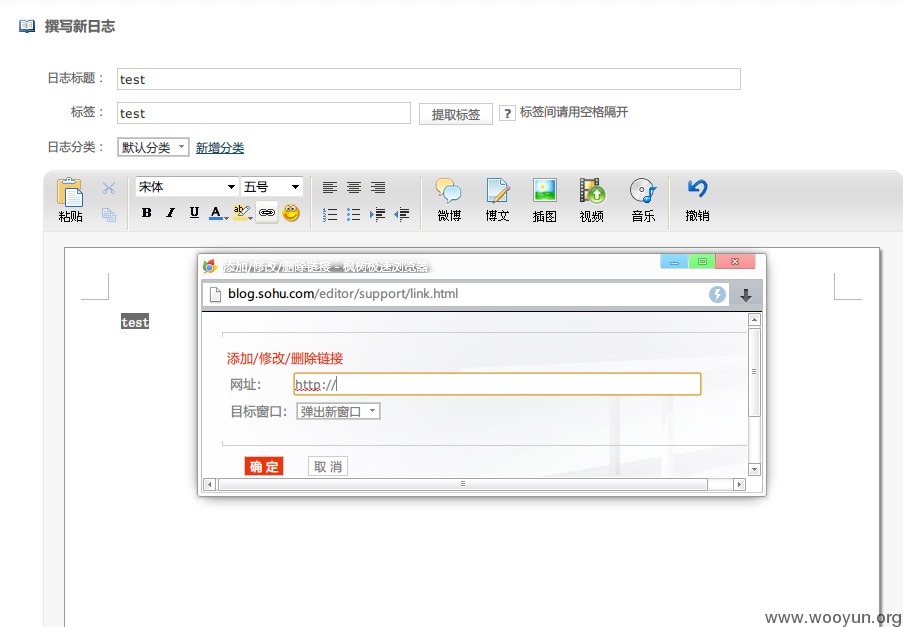 撰写新日志
日志标题： test
标签： test 提取标签 ? 标签间请用空格隔开
日志分类： 默认分类 新增分类
宋体 五号
B I U A ab
粘贴 微博 博文 插图 视频 音乐 撤销
添加/修改/删除链接 - 枫树极速浏览器
blog.sohu.com/editor/support/link.html
test
添加/修改/删除链接
网址： http://
目标窗口： 弹出新窗口
确 定 取 消
www.wooyun.org